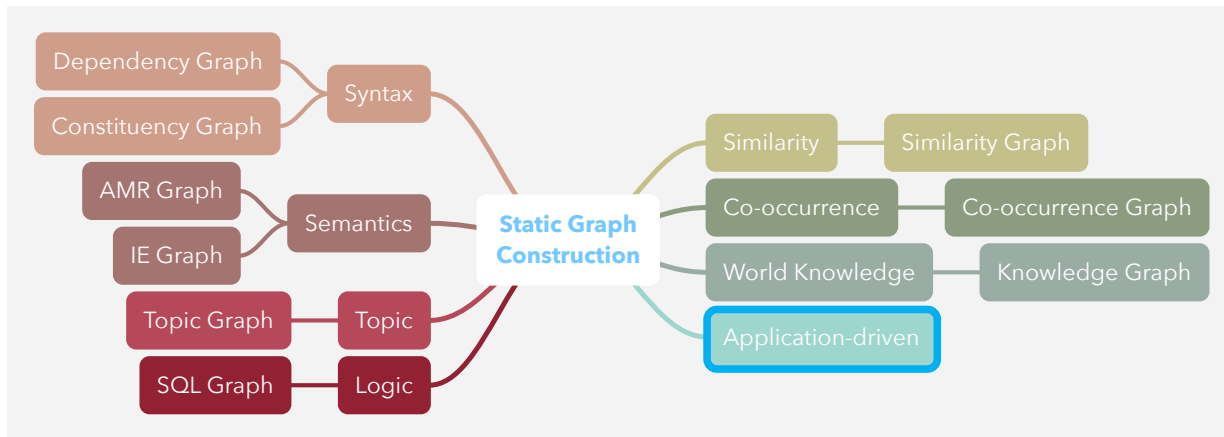 Dependency Graph
Syntax
Constituency Graph
AMR Graph
Semantics
IE Graph
Topic Graph
Topic
SQL Graph
Logic
Static Graph
Construction
Similarity
Similarity Graph
Co-occurrence
Co-occurrence Graph
World Knowledge
Knowledge Graph
Application-driven